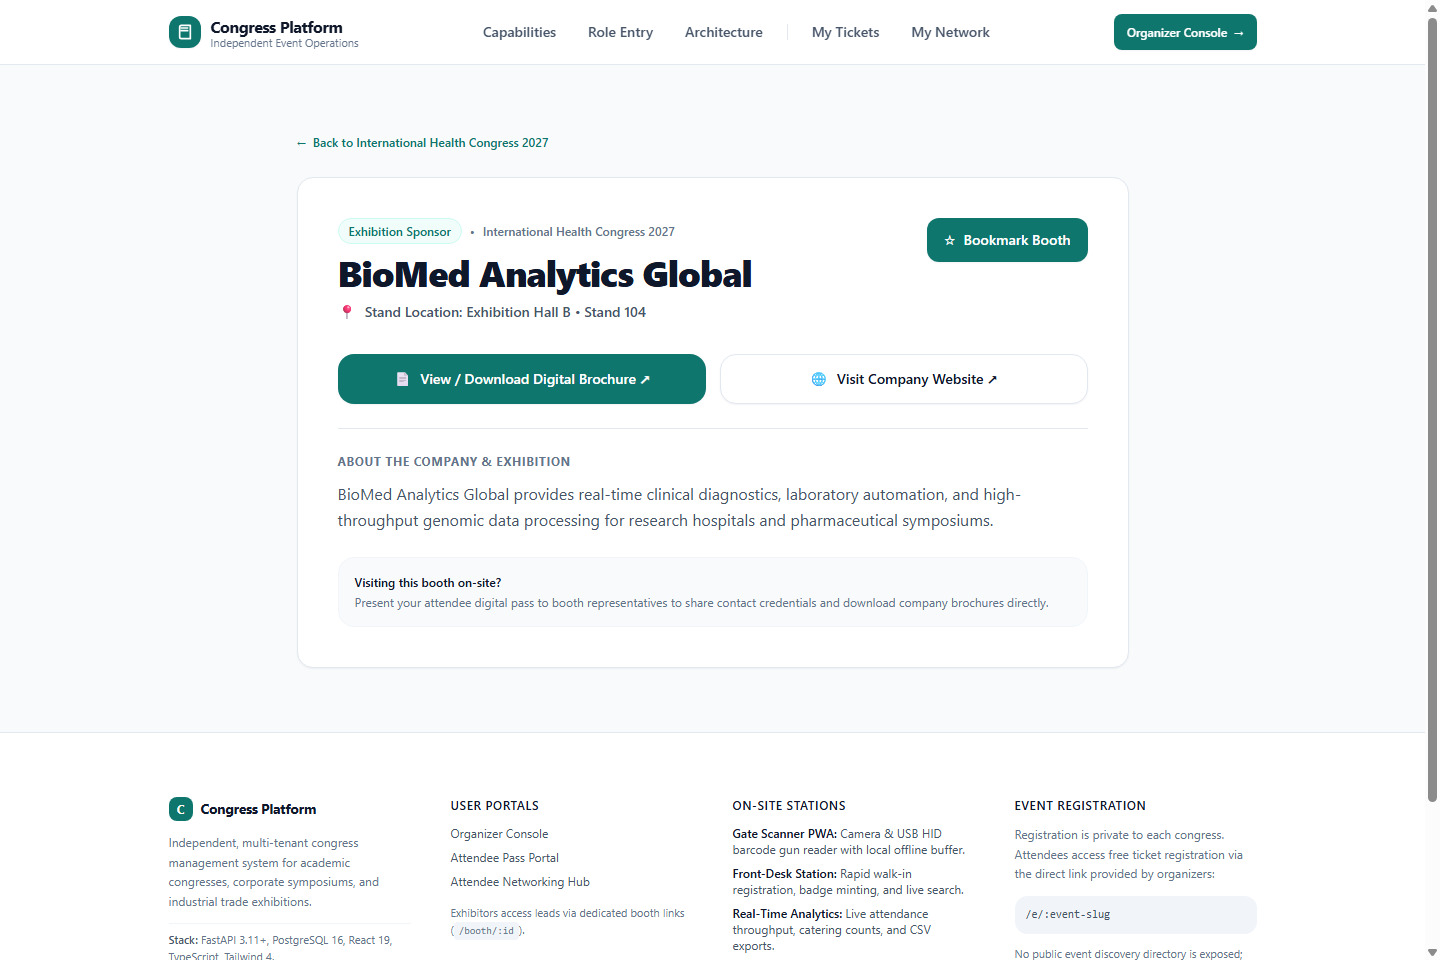 Congress Platform
Independent Event Operations
Capabilities
Role Entry
Architecture
My Tickets
My Network
Organizer Console →
← Back to International Health Congress 2027
Exhibition Sponsor • International Health Congress 2027
☆ Bookmark Booth
BioMed Analytics Global
Stand Location: Exhibition Hall B • Stand 104
View / Download Digital Brochure ↗
Visit Company Website ↗
ABOUT THE COMPANY & EXHIBITION
BioMed Analytics Global provides real-time clinical diagnostics, laboratory automation, and high-
throughput genomic data processing for research hospitals and pharmaceutical symposiums.
Visiting this booth on-site?
Present your attendee digital pass to booth representatives to share contact credentials and download company brochures directly.
C Congress Platform
Independent, multi-tenant congress
management system for academic
congresses, corporate symposiums, and
industrial trade exhibitions.
Stack: FastAPI 3.11+, PostgreSQL 16, React 19,
TypeScript, Tailwind 4.
USER PORTALS
Organizer Console
Attendee Pass Portal
Attendee Networking Hub
Exhibitors access leads via dedicated booth links
( /booth/:id ).
ON-SITE STATIONS
Gate Scanner PWA: Camera & USB HID
barcode gun reader with local offline buffer.
Front-Desk Station: Rapid walk-in
registration, badge minting, and live search.
Real-Time Analytics: Live attendance
throughput, catering counts, and CSV
exports.
EVENT REGISTRATION
Registration is private to each congress.
Attendees access free ticket registration via
the direct link provided by organizers:
/e/:event-slug
No public event discovery directory is exposed;